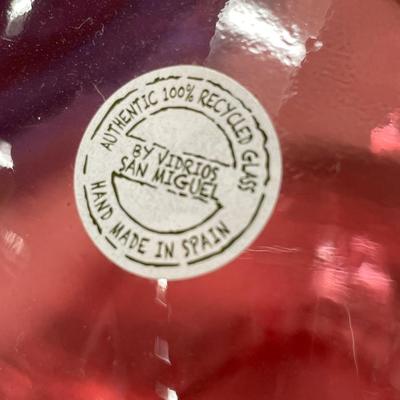 AUTHENTIC 100% RECYCLED GLASS
BY VIDRIOS
SAN MIGUEL
HAND MADE IN SPAIN